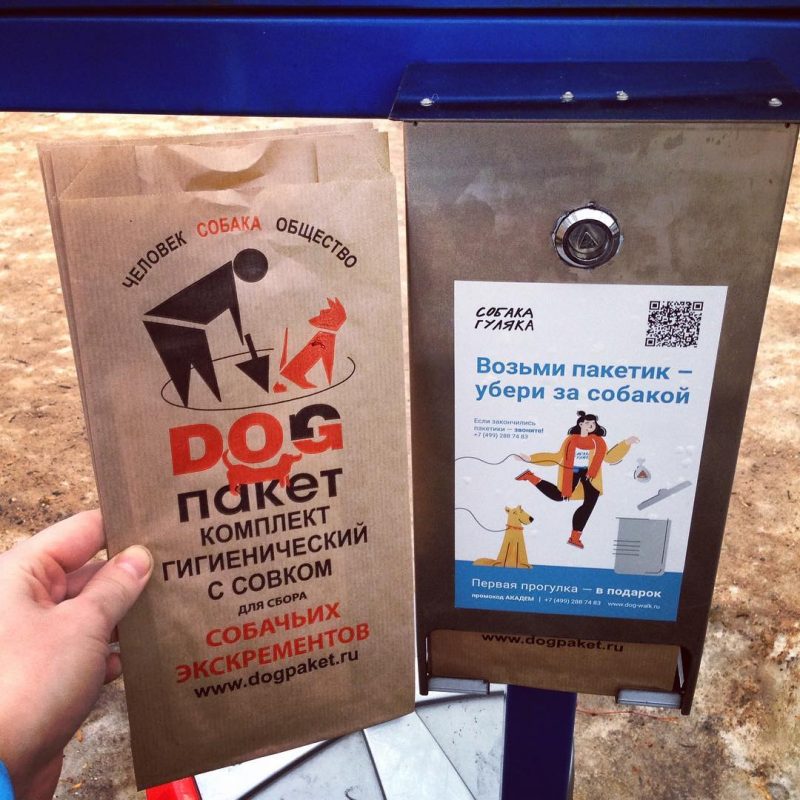 ЧЕЛОВЕК СОБАКА ОБЩЕСТВО
DOG
пакет
КОМПЛЕКТ
ГИГИЕНИЧЕСКИЙ
С СОВКОМ
ДЛЯ СБОРА
СОБАЧЬИХ
ЭКСКРЕМЕНТОВ
www.dogpaket.ru
СОБАКА
ГУЛЯКА
Возьми пакетик –
убери за собакой
Если закончились
пакетики – звоните!
+7 (499) 288 74 83
Первая прогулка – в подарок
промокод АКАДЕМ | +7 (499) 288 74 83 www.dog-walk.ru
www.dogpaket.ru